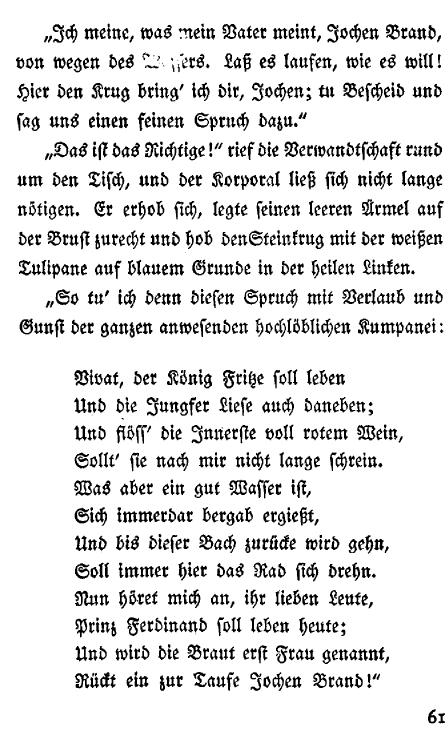 „Ich meine, was mein Vater meint, Jochen Brand,
von wegen des Wassers. Laß es laufen, wie es will!
Hier den Krug bring' ich dir, Jochen; tu Bescheid und
sag uns einen feinen Spruch dazu.“
„Das ist das Richtige!“ rief die Verwandtschaft rund
um den Tisch, und der Korporal ließ sich nicht lange
nötigen. Er erhob sich, legte seinen leeren Ärmel auf
der Brust zurecht und hob denSteinkrug mit der weißen
Tulipane auf blauem Grunde in der heilen Linken.
„So tu' ich denn diesen Spruch mit Verlaub und
Gunst der ganzen anwesenden hochlöblichen Kumpanei:
Vivat, der König Fritze soll leben
Und die Jungfer Liese auch daneben;
Und flöss' die Innerste voll rotem Wein,
Sollt' sie nach mir nicht lange schrein.
Was aber ein gut Wasser ist,
Sich immerdar bergab ergießt,
Und bis dieser Bach zurücke wird gehn,
Soll immer hier das Rad sich drehn.
Nun höret mich an, ihr lieben Leute,
Prinz Ferdinand soll leben heute;
Und wird die Braut erst Frau genannt,
Rückt ein zur Taufe Jochen Brand!“
61